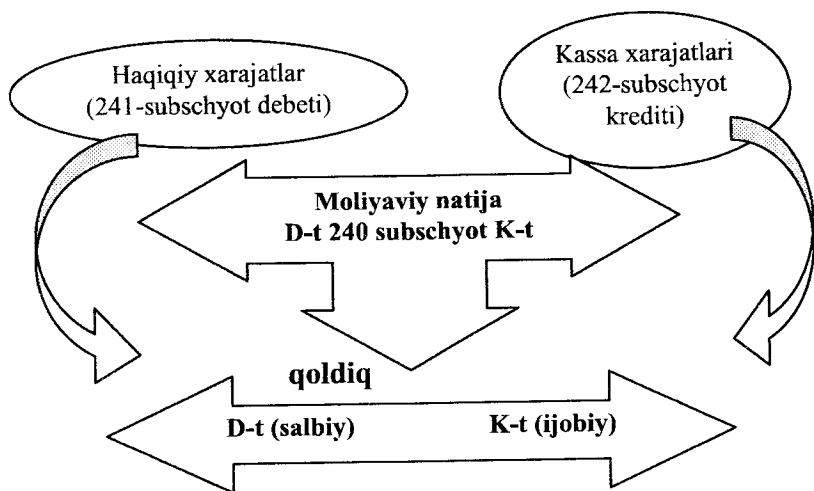 Haqiqiy xarajatlar
(241-subschyot debeti)
Kassa xarajatlari
(242-subschyot
krediti)
Moliyaviy natija
D-t 240 subschyot K-t
qoldiq
D-t (salbiy) K-t (ijobiy)